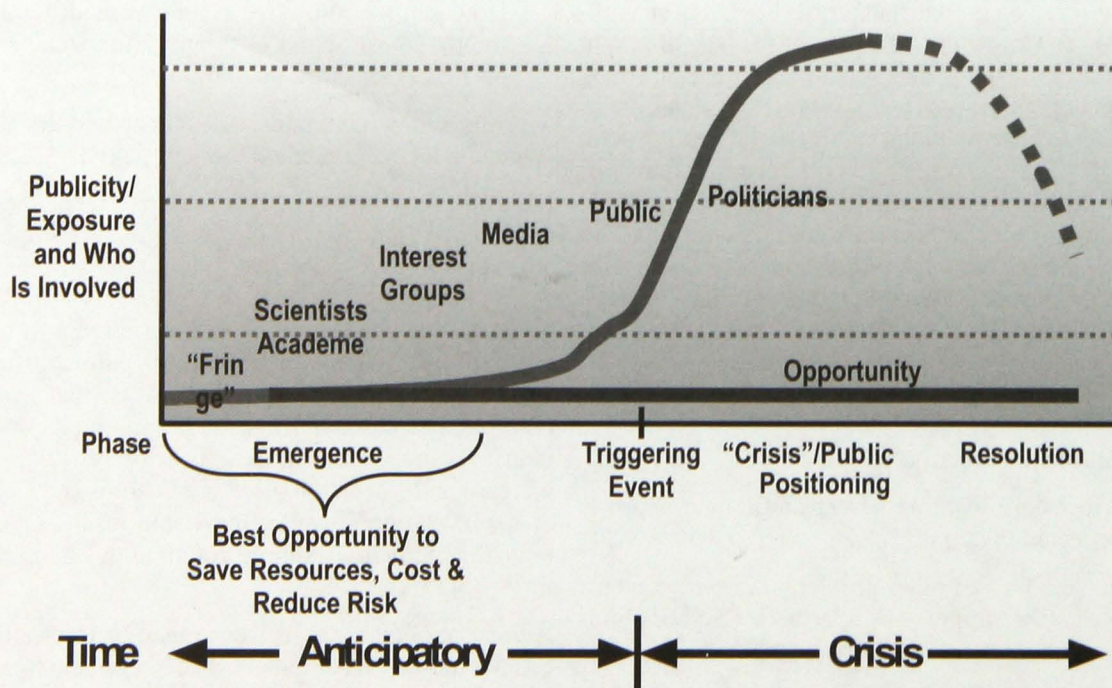 Publicity/
Exposure
and Who
Is Involved
"Frin
ge"
Scientists
Academe
Interest
Groups
Media
Public
Politicians
Opportunity
Phase
Emergence
Triggering
Event
"Crisis"/Public
Positioning
Resolution
Best Opportunity to
Save Resources, Cost &
Reduce Risk
Time
Anticipatory
Crisis